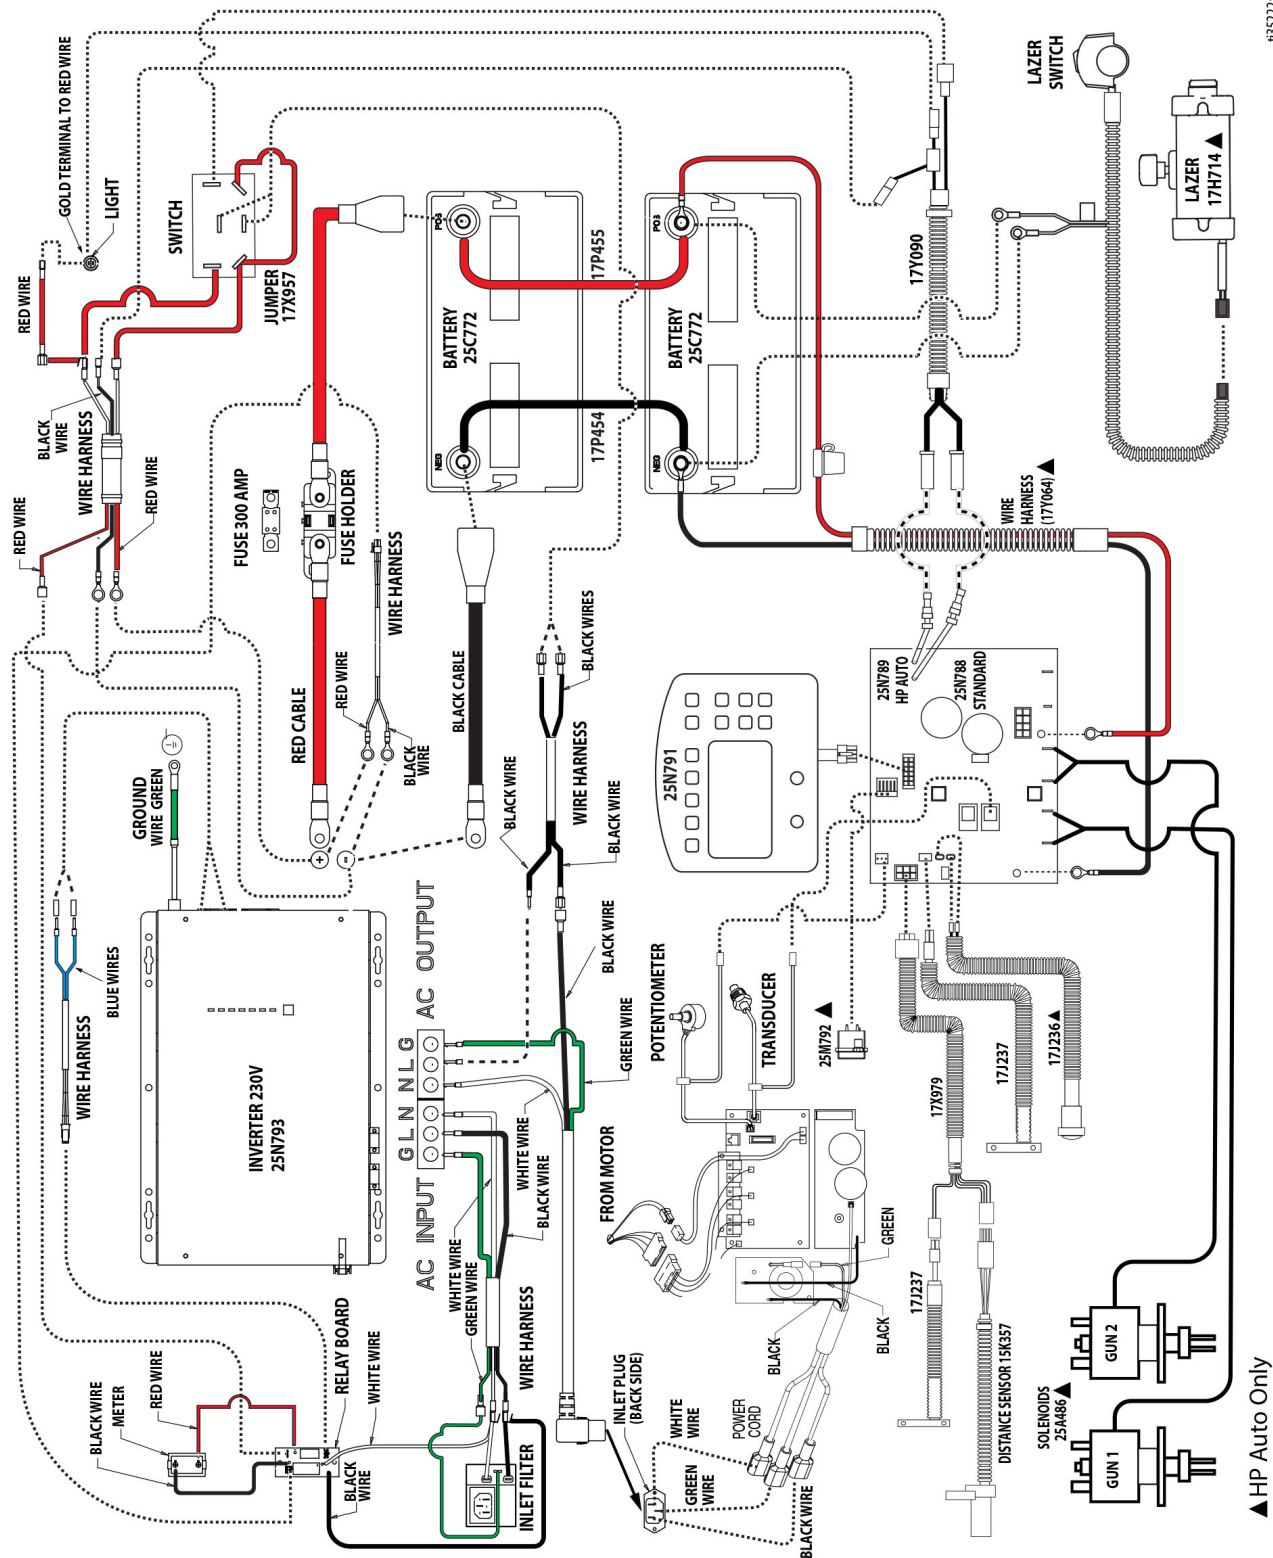 ti35222
GOLD TERMINAL TO RED WIRE
LIGHT
RED WIRE
SWITCH
JUMPER
17X957
BLACK
WIRE
WIRE HARNESS
RED WIRE
RED WIRE
FUSE 300 AMP
FUSE HOLDER
WIRE HARNESS
RED CABLE
RED WIRE
BLACK
WIRE
+
-
BATTERY
25C772
POS
NEG
17P455
17P454
BATTERY
25C772
POS
NEG
BLACK CABLE
BLACK WIRES
WIRE HARNESS
BLACK WIRE
BLACK WIRE
LAZER
SWITCH
LAZER
17H714▲
17Y090
WIRE
HARNESS
(17Y064)▲
GROUND
WIRE GREEN
BLUE WIRES
WIRE HARNESS
INVERTER 230V
25N793
AC OUTPUT
G L N N L G
AC INPUT
BLACK WIRE
GREEN WIRE
WHITE WIRE
BLACK WIRE
WHITE WIRE
GREEN WIRE
WIRE HARNESS
RELAY BOARD
WHITE WIRE
RED WIRE
METER
BLACK WIRE
BLACK
WIRE
INLET FILTER
INLET PLUG
(BACK SIDE)
WHITE
WIRE
GREEN
WIRE
BLACK WIRE
POWER
CORD
BLACK
BLACK
GREEN
FROM MOTOR
POTENTIOMETER
TRANSDUCER
25M792▲
25N791
25N789
HP AUTO
25N788
STANDARD
17X979
17J237
17J236▲
17J237
DISTANCE SENSOR 15K357
SOLENOIDS
25A486▲
GUN 1
GUN 2
▲HP Auto Only